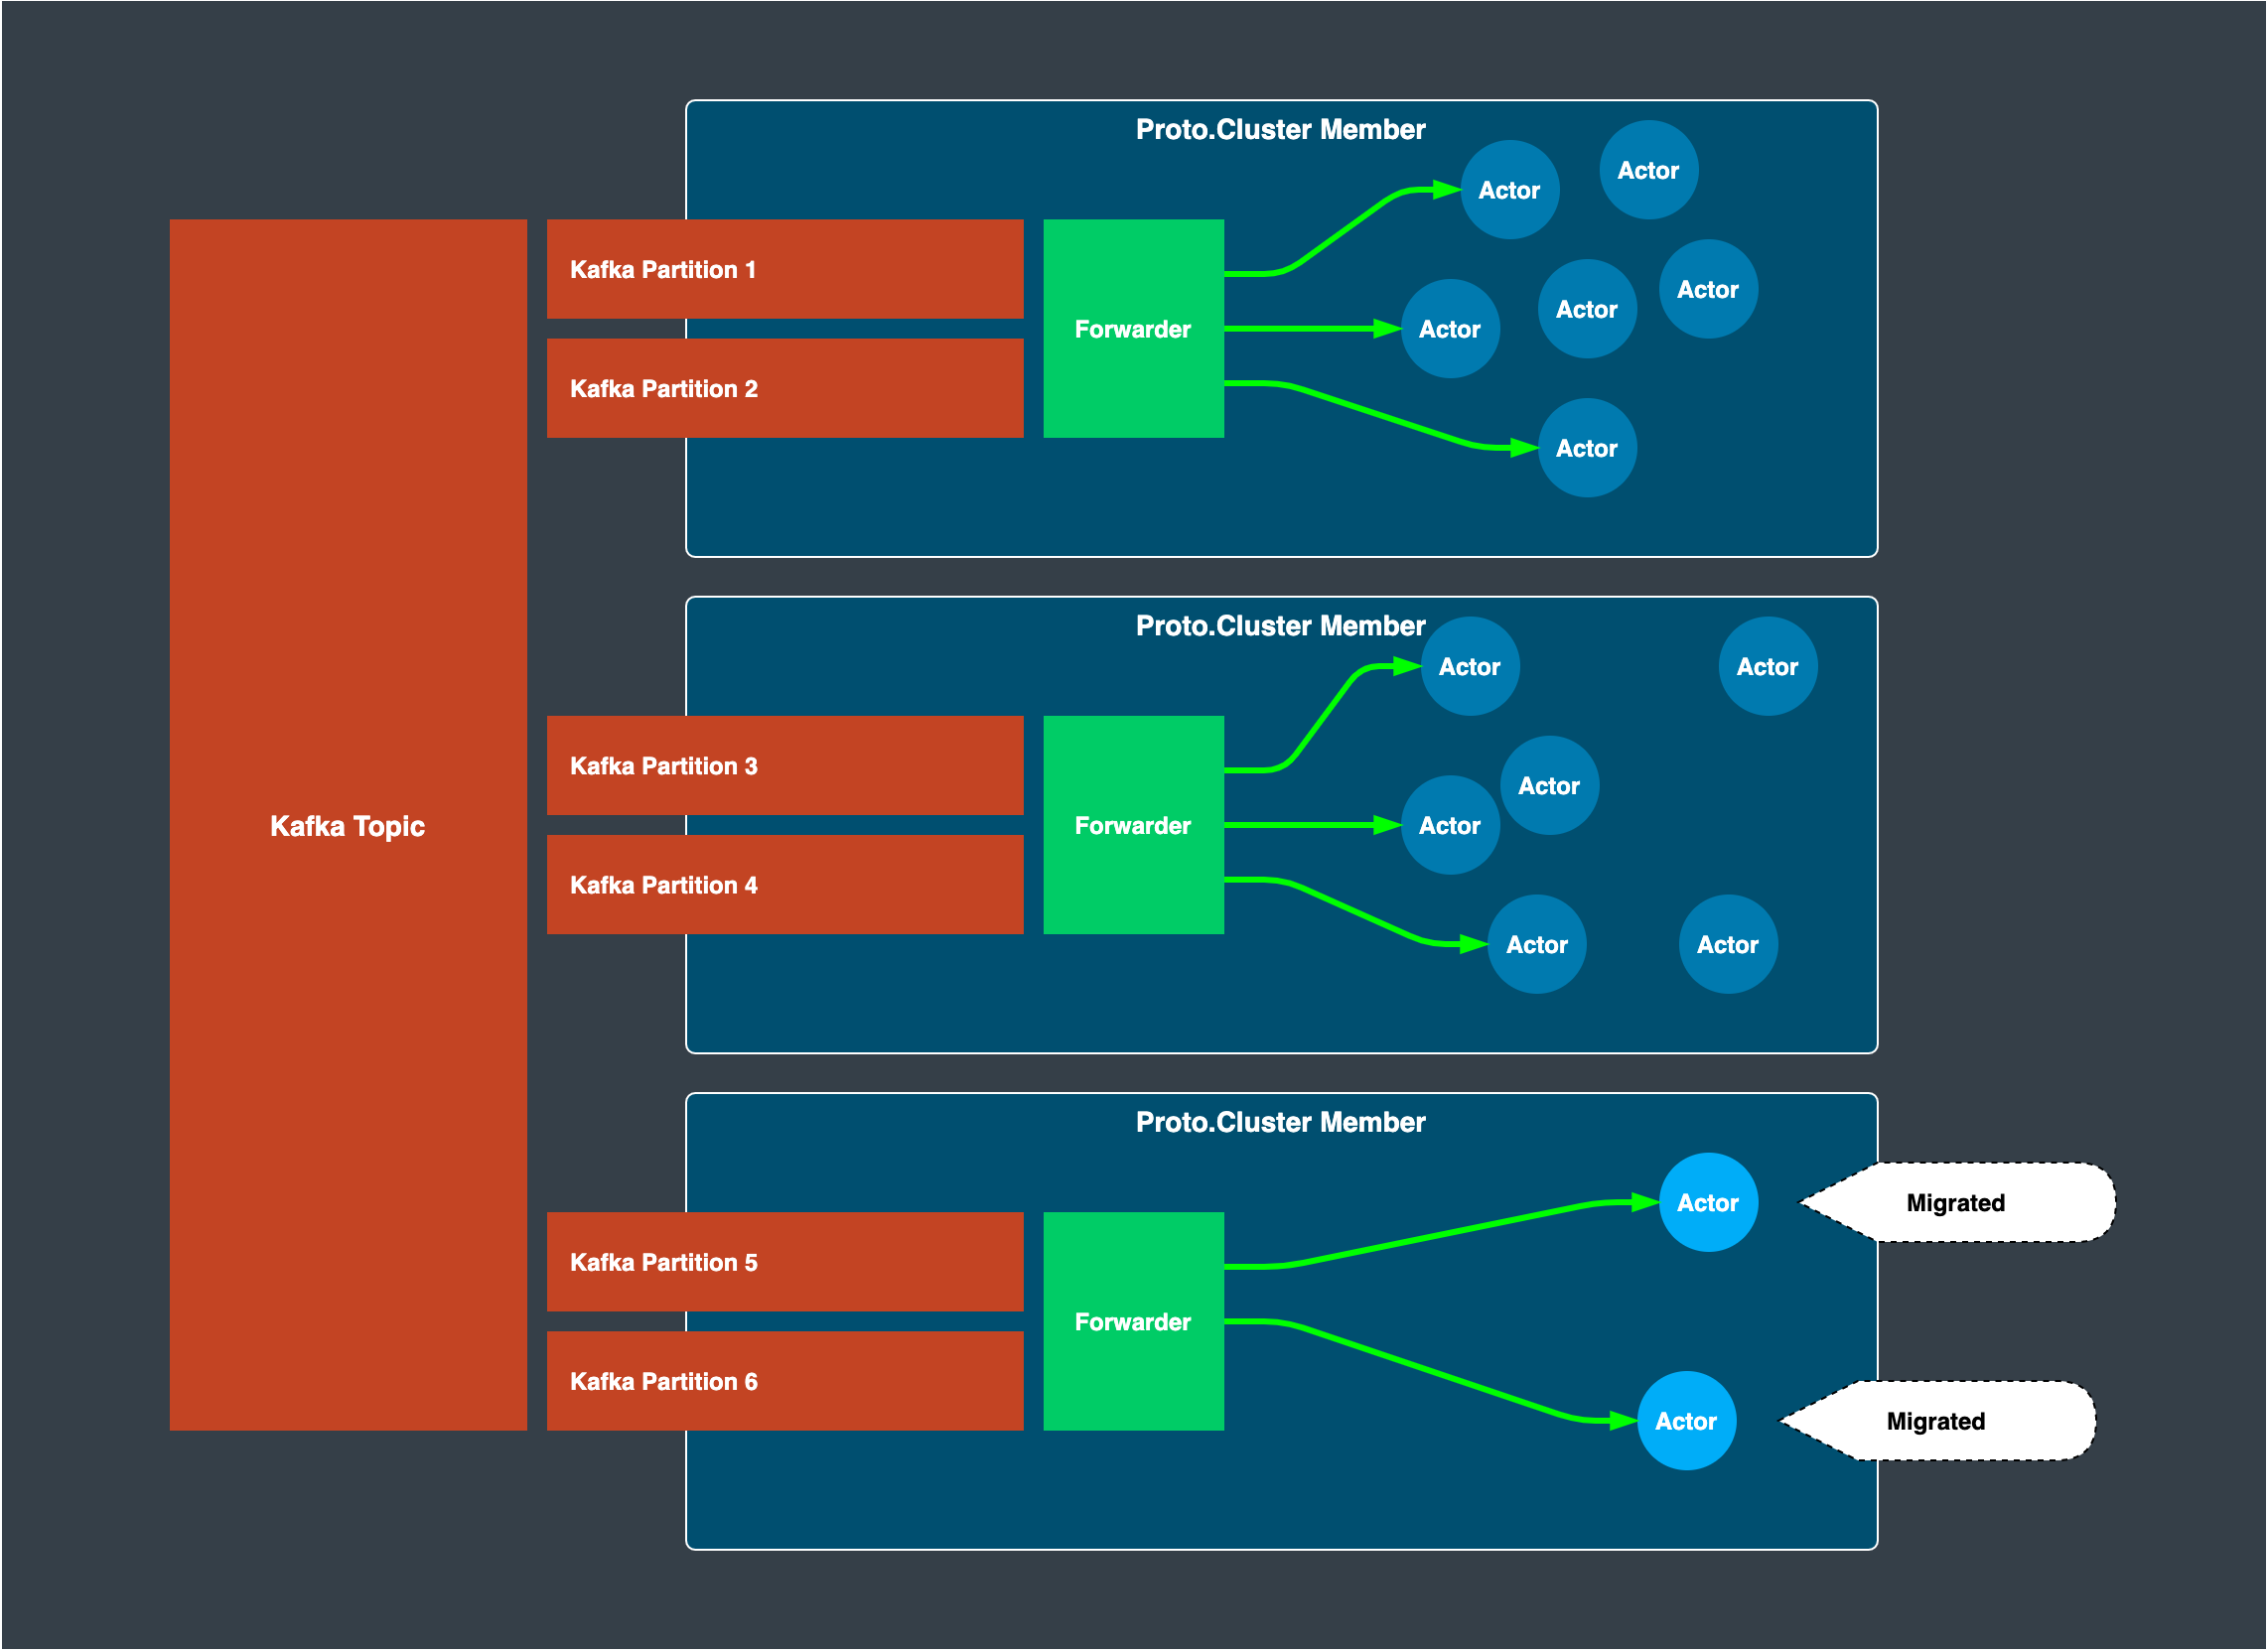 Kafka Topic
Proto.Cluster Member
Kafka Partition 1
Kafka Partition 2
Forwarder
Actor
Actor
Actor
Actor
Actor
Actor
Proto.Cluster Member
Kafka Partition 3
Kafka Partition 4
Forwarder
Actor
Actor
Actor
Actor
Actor
Actor
Proto.Cluster Member
Kafka Partition 5
Kafka Partition 6
Forwarder
Actor
Migrated
Actor
Migrated